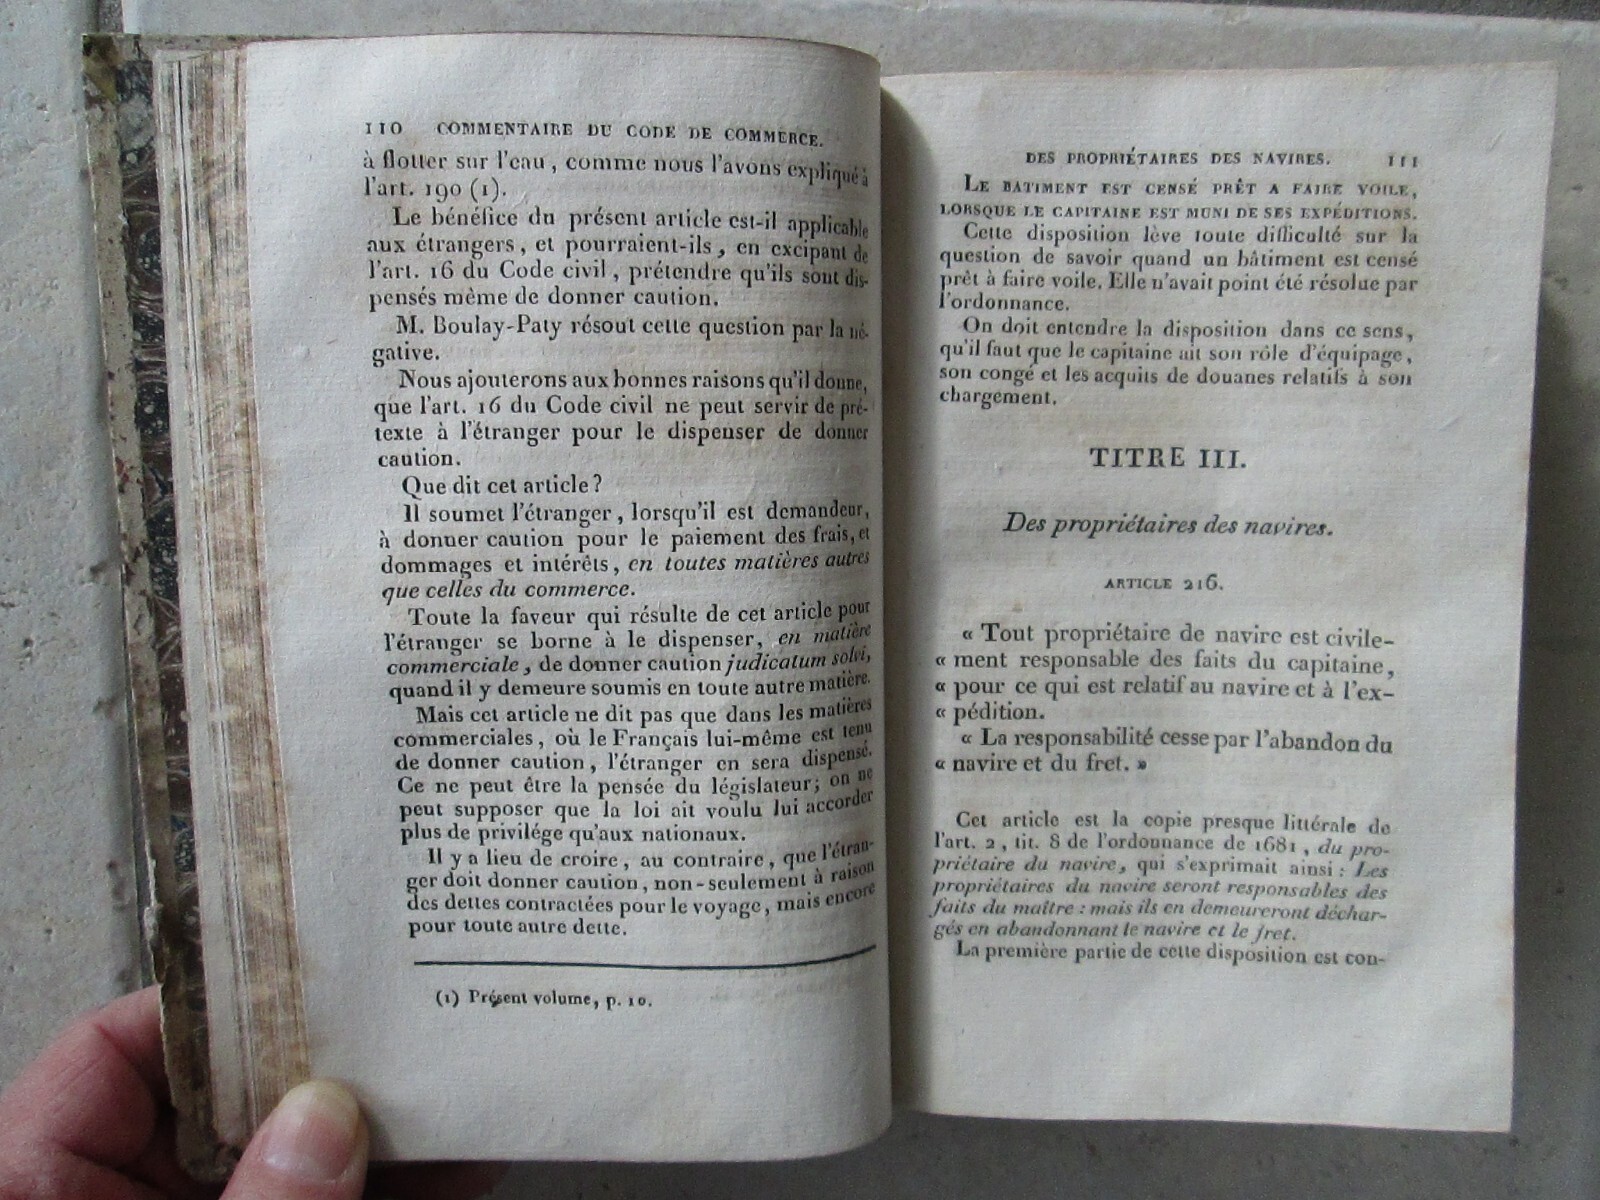 110 COMMENTAIRE DU CODE DE COMMERCE.
à flotter sur l'eau, comme nous l'avons expliqué à
l'art. 190 (1).
Le bénéfice du présent article est-il applicable
aux étrangers, et pourraient-ils, en excipant de
l'art. 16 du Code civil, prétendre qu'ils sont dis-
pensés même de donner caution.
M. Boulay-Paty résout cette question par la né-
gative.
Nous ajouterons aux bonnes raisons qu'il donne,
que l'art. 16 du Code civil ne peut servir de pré-
texte à l'étranger pour le dispenser de donner
caution.
Que dit cet article?
Il soumet l'étranger, lorsqu'il est demandeur,
à donner caution pour le paiement des frais, et
dommages et intérêts, en toutes matières autres
que celles du commerce.
Toute la faveur qui résulte de cet article pour
l'étranger se borne à le dispenser, en matière
commerciale, de donner caution judicatum solvi,
quand il y demeure soumis en toute autre matière.
Mais cet article ne dit pas que dans les matières
commerciales, où le Français lui-même est tenu
de donner caution, l'étranger en sera dispensé.
Ce ne peut être la pensée du législateur; on ne
peut supposer que la loi ait voulu lui accorder
plus de privilége qu'aux nationaux.
Il y a lieu de croire, au contraire, que l'étran-
ger doit donner caution, non-seulement à raison
des dettes contractées pour le voyage, mais encore
pour toute autre dette.
(1) Présent volume, p. 10.
DES PROPRIÉTAIRES DES NAVIRES. 111
LE BATIMENT EST CENSÉ PRÊT A FAIRE VOILE,
LORSQUE LE CAPITAINE EST MUNI DE SES EXPÉDITIONS.
Cette disposition lève toute difficulté sur la
question de savoir quand un bâtiment est censé
prêt à faire voile. Elle n'avait point été résolue par
l'ordonnance.
On doit entendre la disposition dans ce sens,
qu'il faut que le capitaine ait son rôle d'équipage,
son congé et les acquits de douanes relatifs à son
chargement.
TITRE III.
Des propriétaires des navires.
ARTICLE 216.
« Tout propriétaire de navire est civile-
« ment responsable des faits du capitaine,
« pour ce qui est relatif au navire et à l'ex-
« pédition.
« La responsabilité cesse par l'abandon du
« navire et du fret. »
Cet article est la copie presque littérale de
l'art. 2, tit. 8 de l'ordonnance de 1681, du pro-
priétaire du navire, qui s'exprimait ainsi : Les
propriétaires du navire seront responsables des
faits du maître : mais ils en demeureront déchar-
gés en abandonnant le navire et le fret.
La première partie de cette disposition est con-